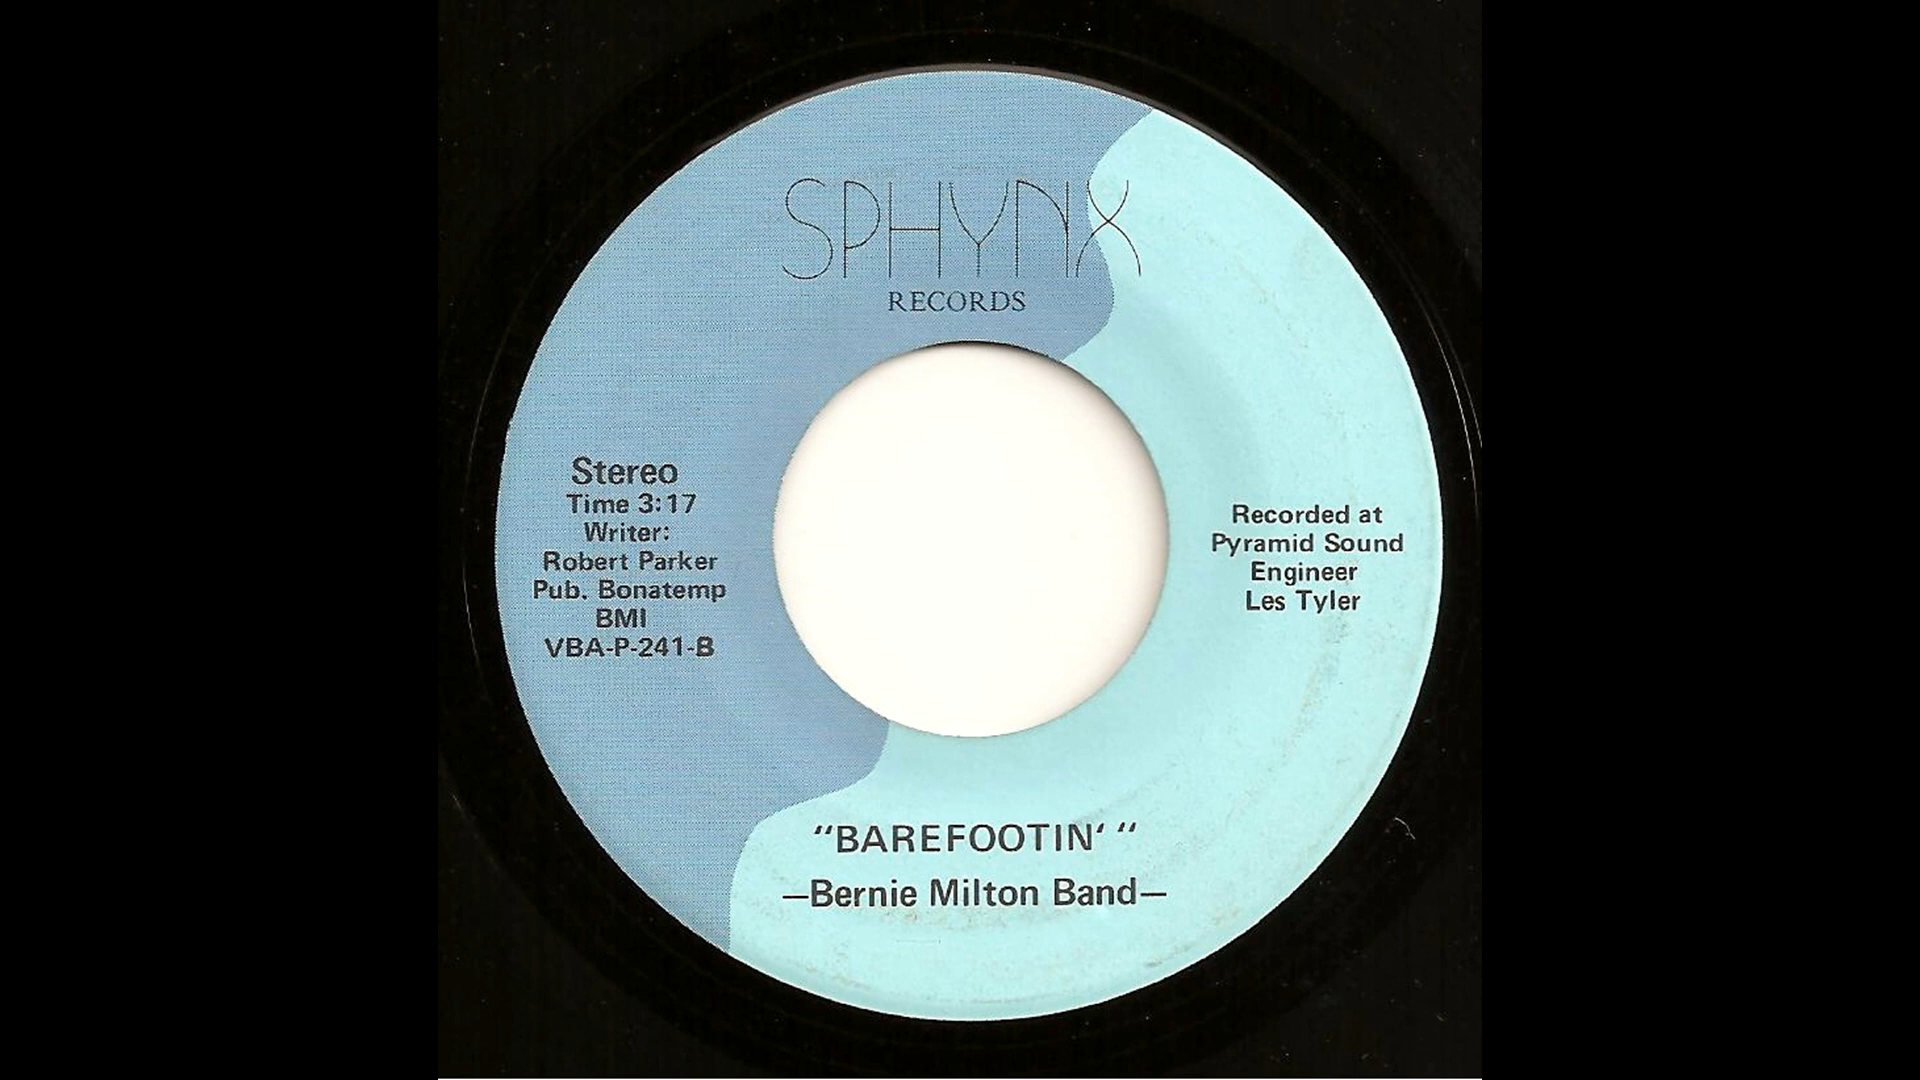 SPHYNX
RECORDS
Stereo
Time 3:17
Writer:
Robert Parker
Pub. Bonatemp
BMI
VBA-P-241-B
Recorded at
Pyramid Sound
Engineer
Les Tyler
"BAREFOOTIN' "
—Bernie Milton Band—